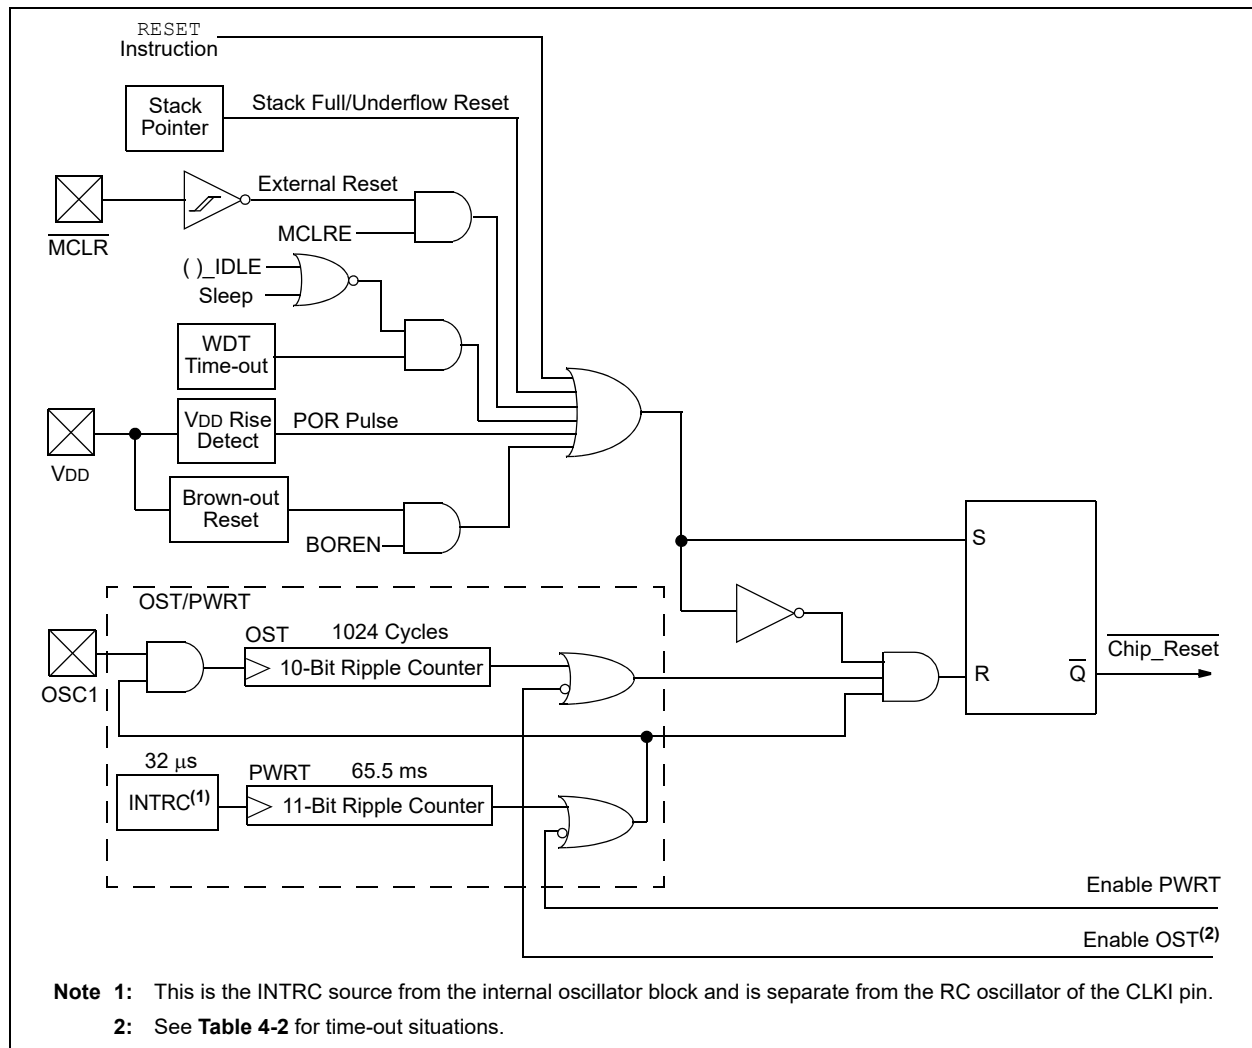 RESET
Instruction
Stack
Pointer
Stack Full/Underflow Reset
External Reset
MCLRE
MCLR
( )_IDLE
Sleep
WDT
Time-out
VDD Rise
Detect
POR Pulse
VDD
Brown-out
Reset
BOREN
S
OST/PWRT
OST
1024 Cycles
10-Bit Ripple Counter
OSC1
R
Q
Chip_Reset
32 μs
INTRC(1)
PWRT
65.5 ms
11-Bit Ripple Counter
Enable PWRT
Enable OST(2)
Note 1: This is the INTRC source from the internal oscillator block and is separate from the RC oscillator of the CLKI pin.
2: See Table 4-2 for time-out situations.